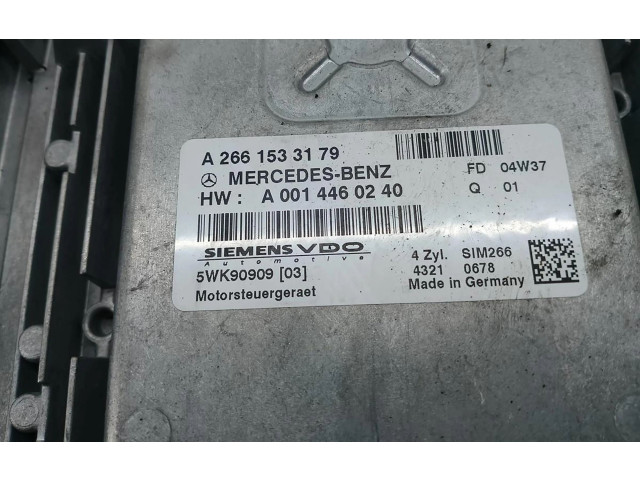 A 266 153 31 79
MERCEDES-BENZ
FD 04W37
HW : A 001 446 02 40
Q 01
SIEMENS VDO
Automotive
4 Zyl. SIM266
5WK90909 [03]
4321 0678
Motorsteuergeraet
Made in Germany